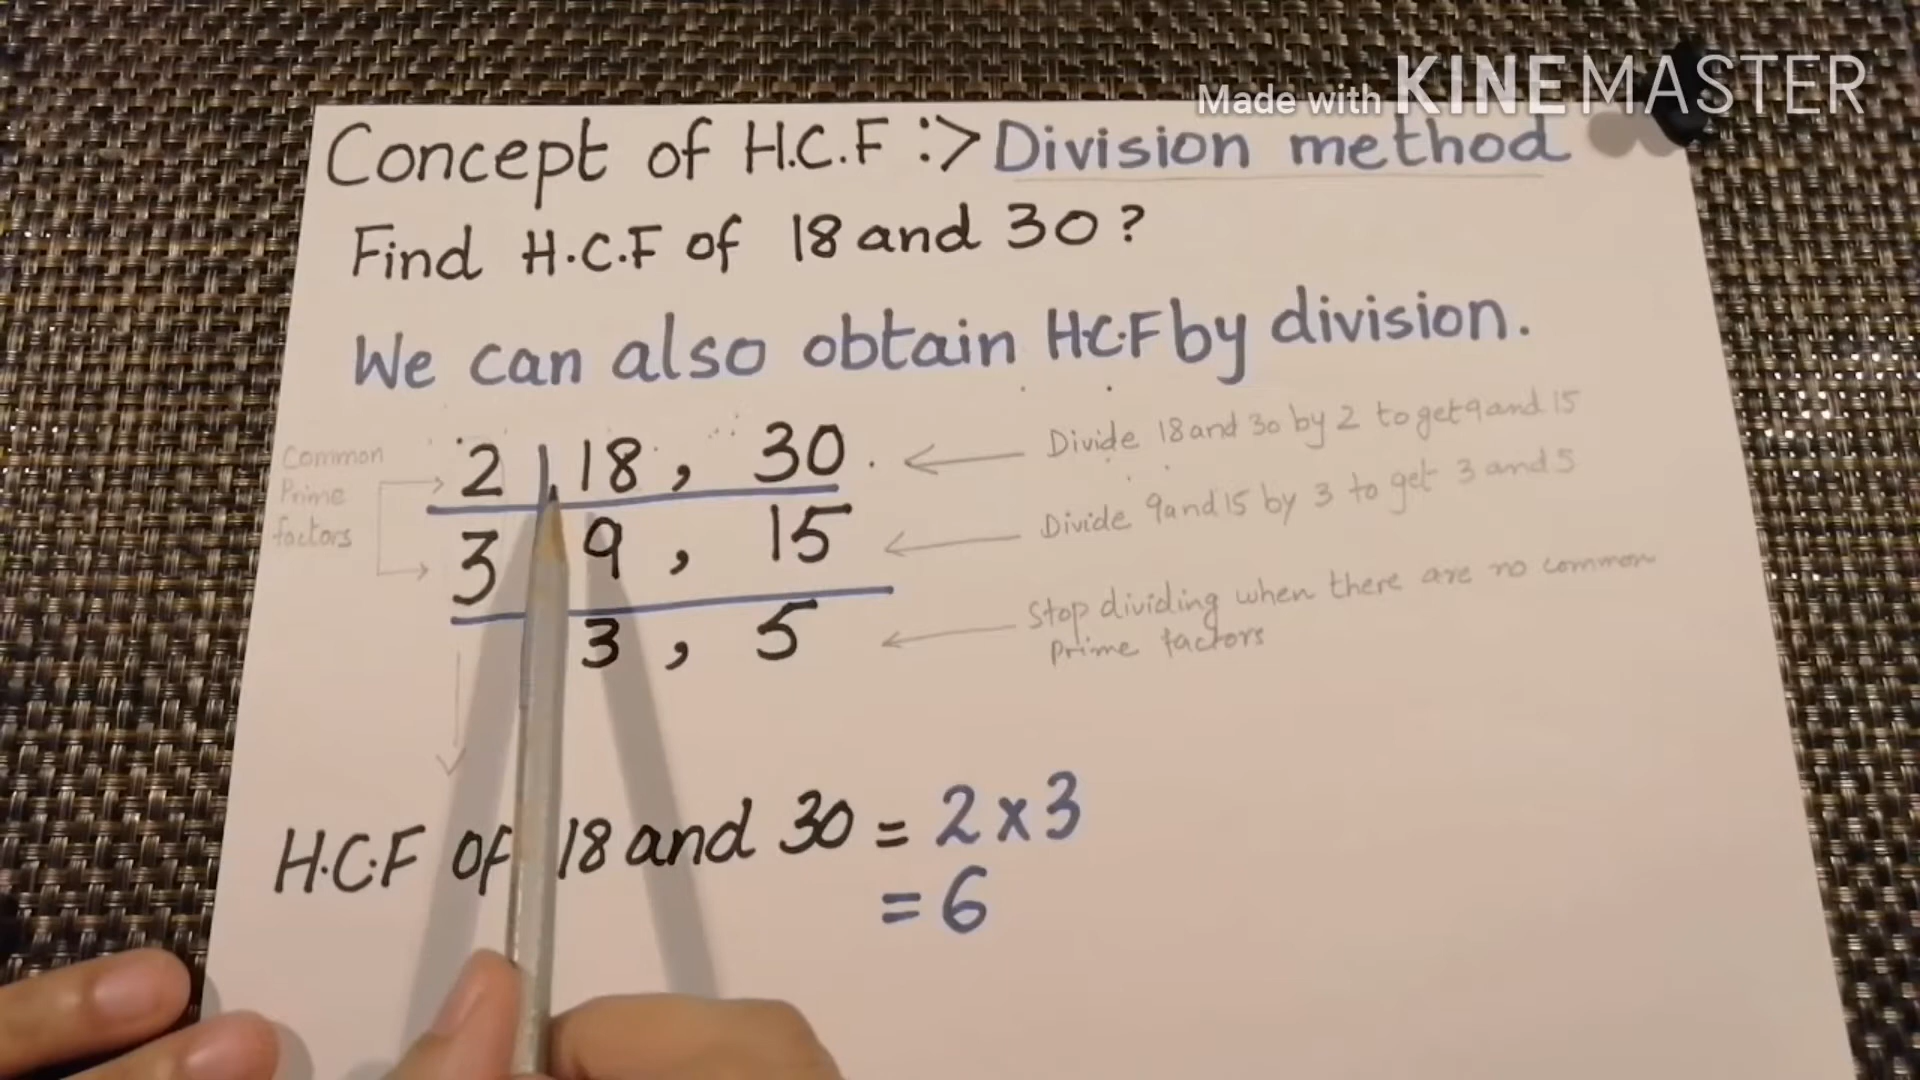 Made with KINEMASTER
Concept of H.C.F :> Division method
Find H.C.F of 18 and 30?
We can also obtain H.C.F by division.
Common
Prime
factors
2 | 18 , 30
Divide 18 and 30 by 2 to get 9 and 15
3 9 , 15
Divide 9 and 15 by 3 to get 3 and 5
3 , 5
Stop dividing when there are no common
Prime factors
H.C.F of 18 and 30 = 2 x 3
= 6